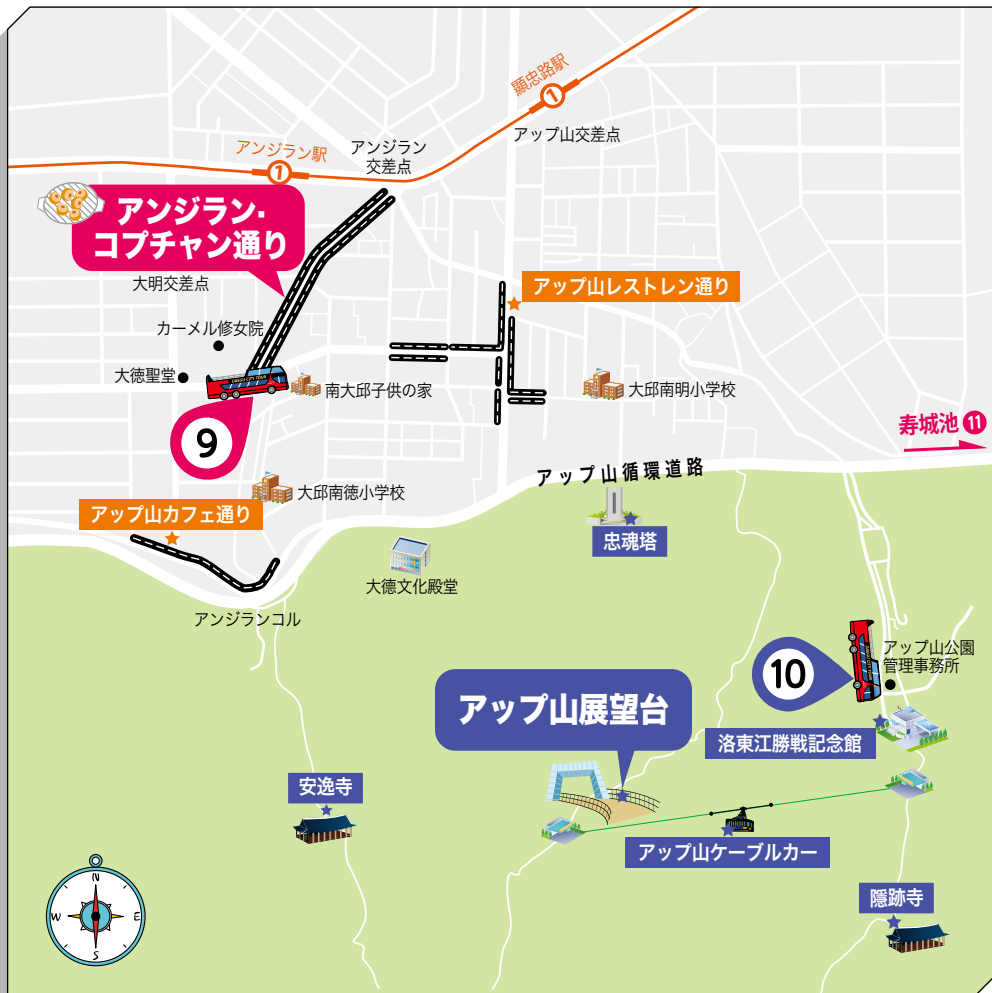 顯忠路駅
1
アップ山交差点
アンジラン
交差点
アンジラン駅
1
アンジラン・
コプチャン通り
大明交差点
アップ山レストレン通り
カーメル修女院
大徳聖堂
DAEGU CITY TOUR
南大邱子供の家
大邱南明小学校
9
寿城池 11
アップ山循環道路
大邱南徳小学校
アップ山カフェ通り
忠魂塔
大德文化殿堂
アンジランコル
アップ山公園
管理事務所
10
アップ山展望台
洛東江勝戦記念館
安逸寺
アップ山ケーブルカー
隠跡寺
N
W
E
S